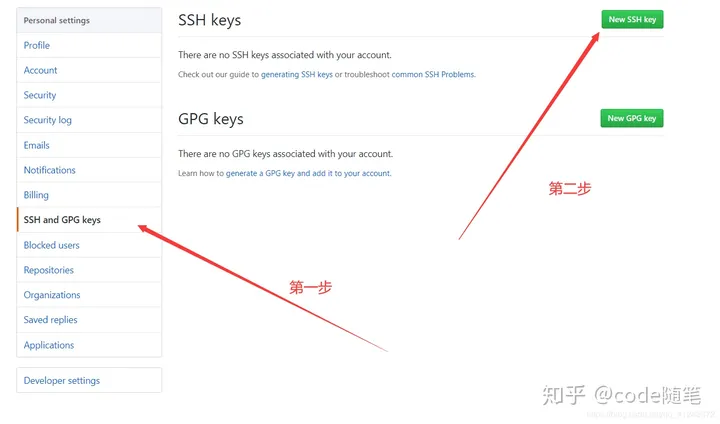 Personal settings
Profile
Account
Security
Security log
Emails
Notifications
Billing
SSH and GPG keys
Blocked users
Repositories
Organizations
Saved replies
Applications
Developer settings
SSH keys
New SSH key
There are no SSH keys associated with your account.
Check out our guide to generating SSH keys or troubleshoot common SSH Problems.
GPG keys
New GPG key
There are no GPG keys associated with your account.
Learn how to generate a GPG key and add it to your account.
第二步
第一步
知乎 @code随笔